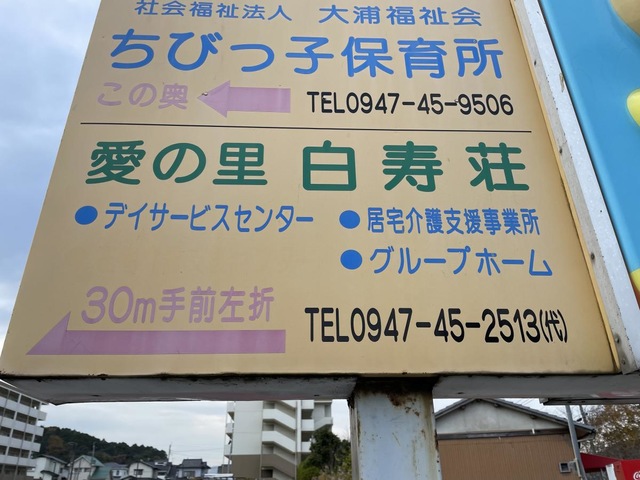 社会福祉法人 大浦福祉会
ちびっ子保育所
この奥 TEL0947-45-9506
愛の里 白寿荘
●デイサービスセンター ●居宅介護支援事業所
●グループホーム
30m手前左折 TEL0947-45-2513(代)